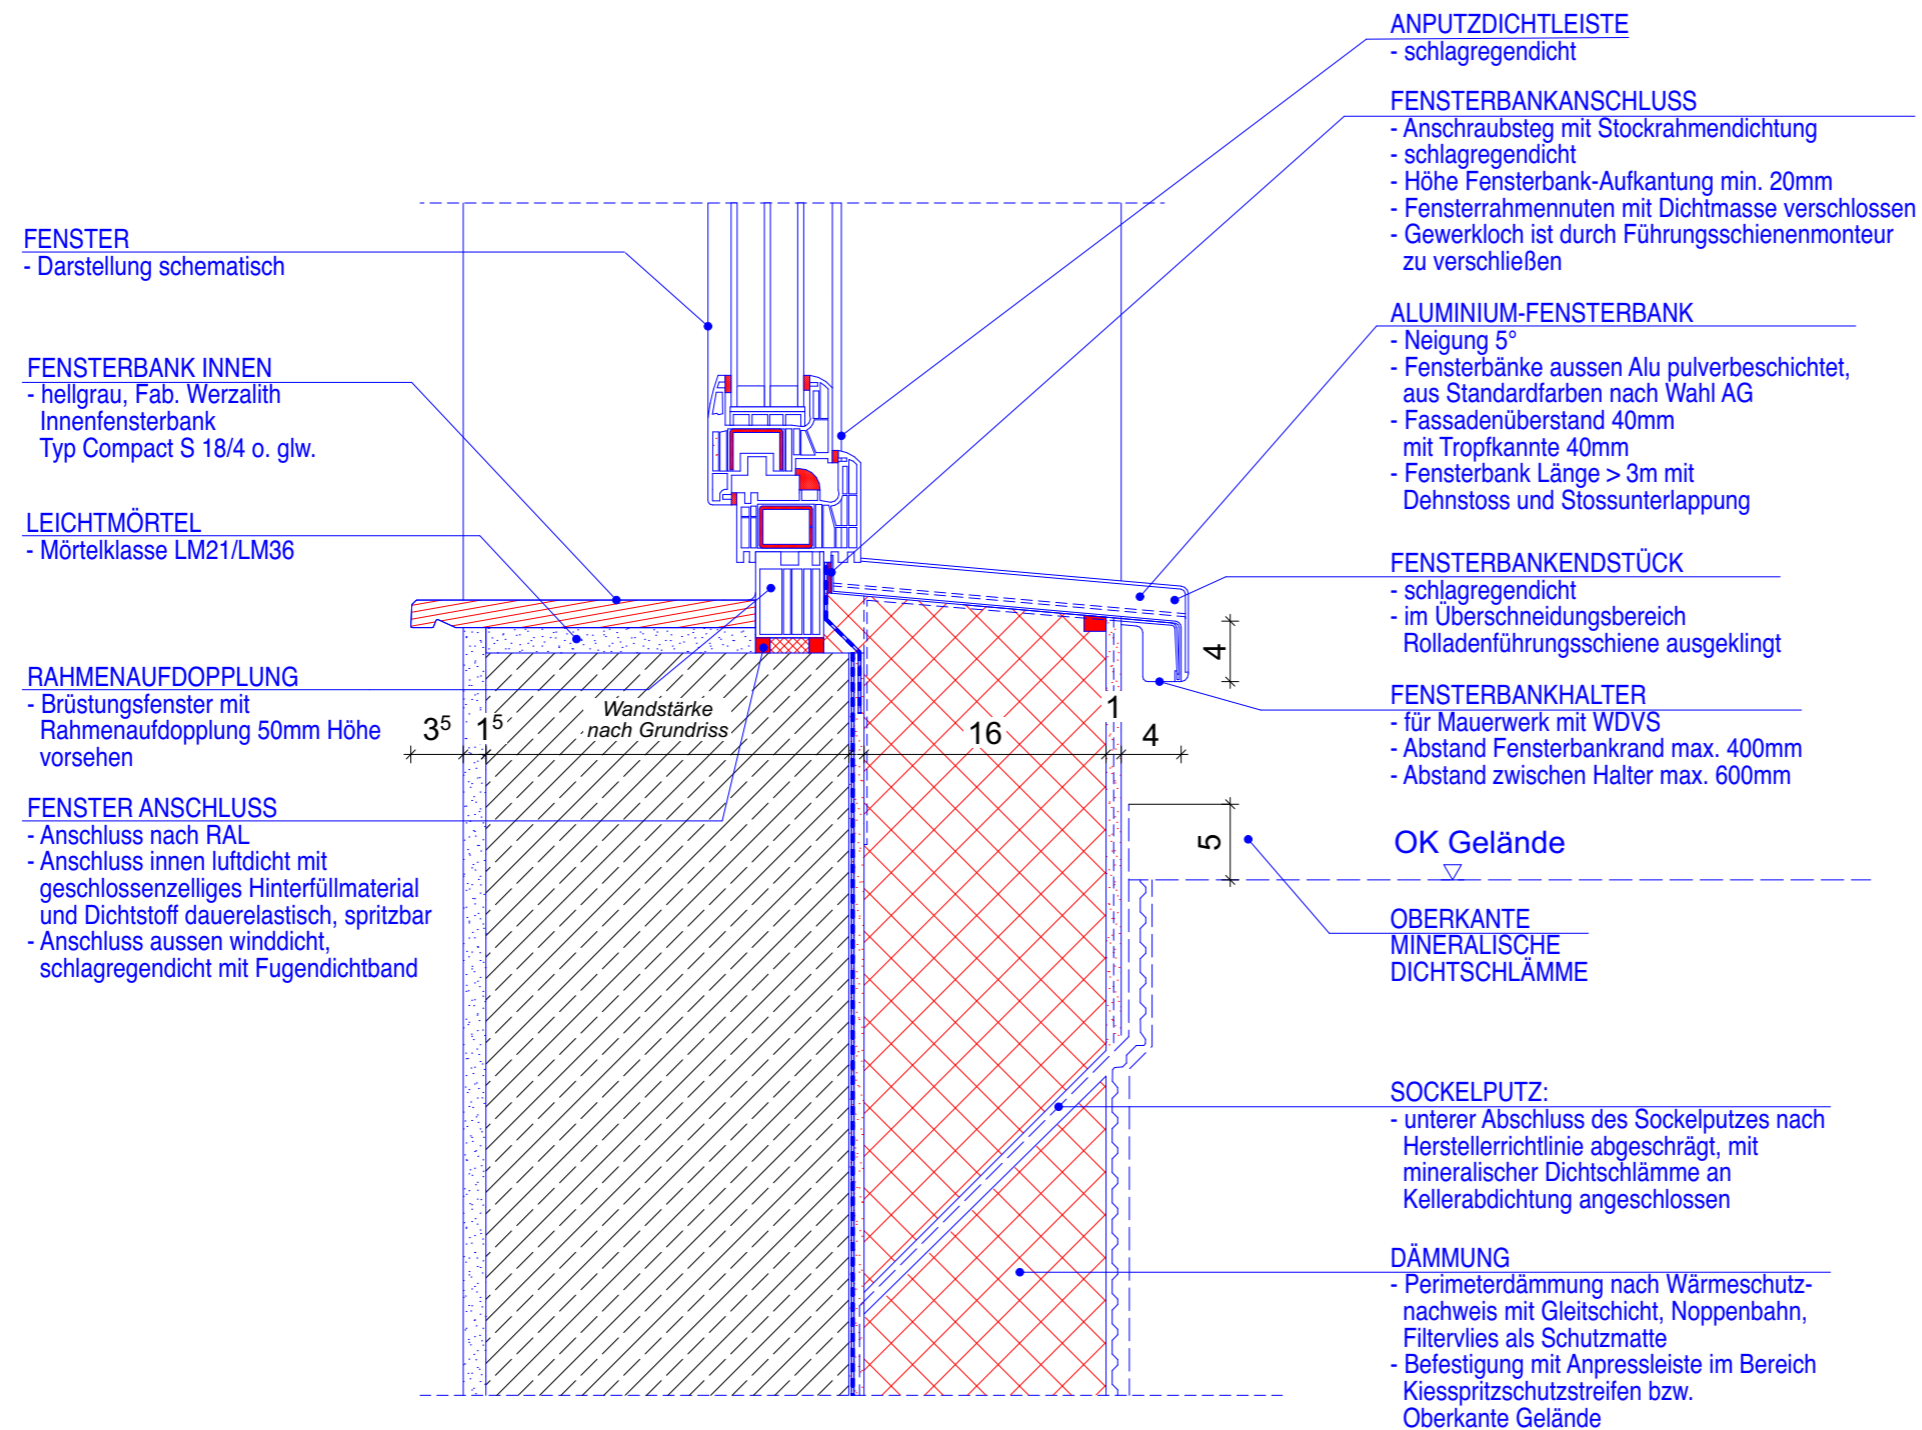 FENSTER
- Darstellung schematisch
FENSTERBANK INNEN
- hellgrau, Fab. Werzalith
Innenfensterbank
Typ Compact S 18/4 o. glw.
LEICHTMÖRTEL
- Mörtelklasse LM21/LM36
RAHMENAUFDOPPLUNG
- Brüstungsfenster mit
Rahmenaufdopplung 50mm Höhe
vorsehen
FENSTER ANSCHLUSS
- Anschluss nach RAL
- Anschluss innen luftdicht mit
geschlossenzelliges Hinterfüllmaterial
und Dichtstoff dauerelastisch, spritzbar
- Anschluss aussen winddicht,
schlagregendicht mit Fugendichtband
Wandstärke
nach Grundriss
3⁵ 1⁵ 16 1 4
4
5
ANPUTZDICHTLEISTE
- schlagregendicht
FENSTERBANKANSCHLUSS
- Anschraubsteg mit Stockrahmendichtung
- schlagregendicht
- Höhe Fensterbank-Aufkantung min. 20mm
- Fensterrahmennuten mit Dichtmasse verschlossen
- Gewerkloch ist durch Führungsschienenmonteur
zu verschließen
ALUMINIUM-FENSTERBANK
- Neigung 5°
- Fensterbänke aussen Alu pulverbeschichtet,
aus Standardfarben nach Wahl AG
- Fassadenüberstand 40mm
mit Tropfkannte 40mm
- Fensterbank Länge > 3m mit
Dehnstoss und Stossunterlappung
FENSTERBANKENDSTÜCK
- schlagregendicht
- im Überschneidungsbereich
Rolladenführungsschiene ausgeklingt
FENSTERBANKHALTER
- für Mauerwerk mit WDVS
- Abstand Fensterbankrand max. 400mm
- Abstand zwischen Halter max. 600mm
OK Gelände
OBERKANTE
MINERALISCHE
DICHTSCHLÄMME
SOCKELPUTZ:
- unterer Abschluss des Sockelputzes nach
Herstellerrichtlinie abgeschrägt, mit
mineralischer Dichtschlämme an
Kellerabdichtung angeschlossen
DÄMMUNG
- Perimeterdämmung nach Wärmeschutz-
nachweis mit Gleitschicht, Noppenbahn,
Filtervlies als Schutzmatte
- Befestigung mit Anpressleiste im Bereich
Kiesspritzschutzstreifen bzw.
Oberkante Gelände